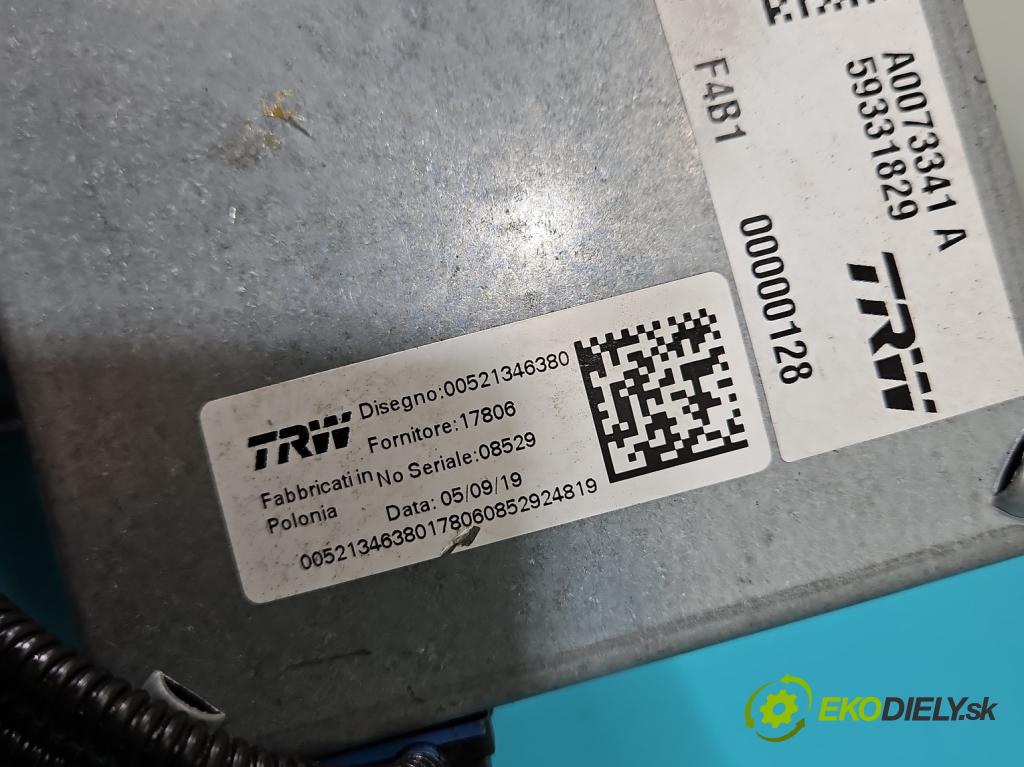 A0073341 A
59331829
TRW
F4B1 00000128
TRW
Disegno:00521346380
Fornitore:17806
No Seriale:08529
Data: 05/09/19
Fabbricati in
Polonia
00521346380178060852924819
EKODIELY.sk